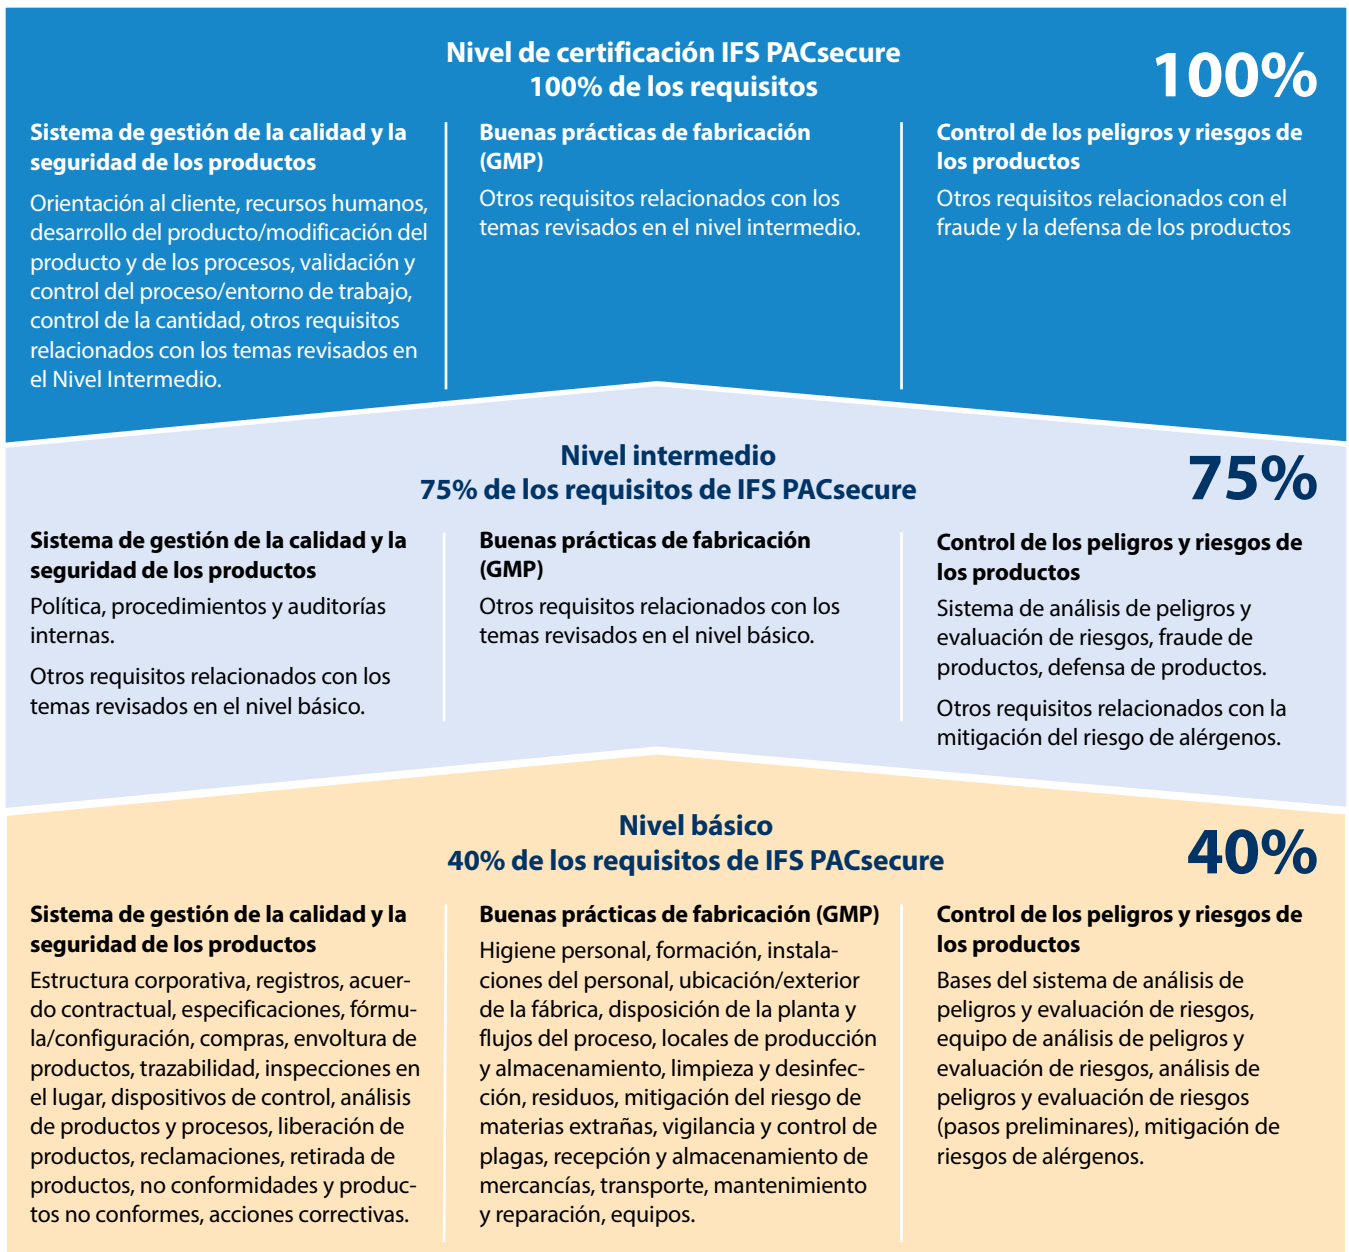 Nivel de certificación IFS PACsecure
100% de los requisitos
100%
Sistema de gestión de la calidad y la
seguridad de los productos
Orientación al cliente, recursos humanos,
desarrollo del producto/modificación del
producto y de los procesos, validación y
control del proceso/entorno de trabajo,
control de la cantidad, otros requisitos
relacionados con los temas revisados en
el Nivel Intermedio.
Buenas prácticas de fabricación
(GMP)
Otros requisitos relacionados con los
temas revisados en el nivel intermedio.
Control de los peligros y riesgos de
los productos
Otros requisitos relacionados con el
fraude y la defensa de los productos
Nivel intermedio
75% de los requisitos de IFS PACsecure
75%
Sistema de gestión de la calidad y la
seguridad de los productos
Política, procedimientos y auditorías
internas.
Otros requisitos relacionados con los
temas revisados en el nivel básico.
Buenas prácticas de fabricación
(GMP)
Otros requisitos relacionados con los
temas revisados en el nivel básico.
Control de los peligros y riesgos de
los productos
Sistema de análisis de peligros y
evaluación de riesgos, fraude de
productos, defensa de productos.
Otros requisitos relacionados con la
mitigación del riesgo de alérgenos.
Nivel básico
40% de los requisitos de IFS PACsecure
40%
Sistema de gestión de la calidad y la
seguridad de los productos
Estructura corporativa, registros, acuer-
do contractual, especificaciones, fórmu-
la/configuración, compras, envoltura de
productos, trazabilidad, inspecciones en
el lugar, dispositivos de control, análisis
de productos y procesos, liberación de
productos, reclamaciones, retirada de
productos, no conformidades y produc-
tos no conformes, acciones correctivas.
Buenas prácticas de fabricación (GMP)
Higiene personal, formación, instala-
ciones del personal, ubicación/exterior
de la fábrica, disposición de la planta y
flujos del proceso, locales de producción
y almacenamiento, limpieza y desinfec-
ción, residuos, mitigación del riesgo de
materias extrañas, vigilancia y control de
plagas, recepción y almacenamiento de
mercancías, transporte, mantenimiento
y reparación, equipos.
Control de los peligros y riesgos de
los productos
Bases del sistema de análisis de
peligros y evaluación de riesgos,
equipo de análisis de peligros y
evaluación de riesgos, análisis de
peligros y evaluación de riesgos
(pasos preliminares), mitigación de
riesgos de alérgenos.